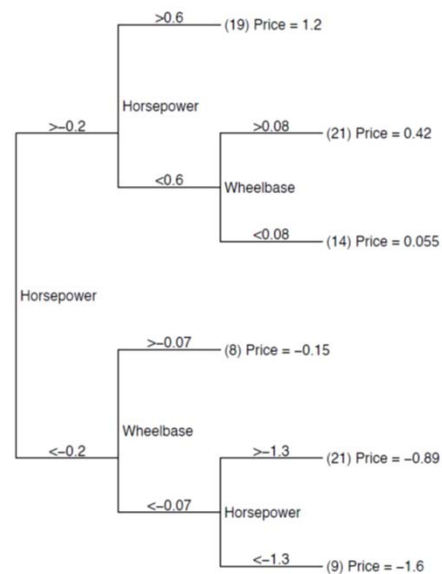 >0.6
(19) Price = 1.2
Horsepower
>−0.2
>0.08
(21) Price = 0.42
<0.6
Wheelbase
<0.08
(14) Price = 0.055
Horsepower
>−0.07
(8) Price = −0.15
Wheelbase
<−0.2
>−1.3
(21) Price = −0.89
<−0.07
Horsepower
<−1.3
(9) Price = −1.6